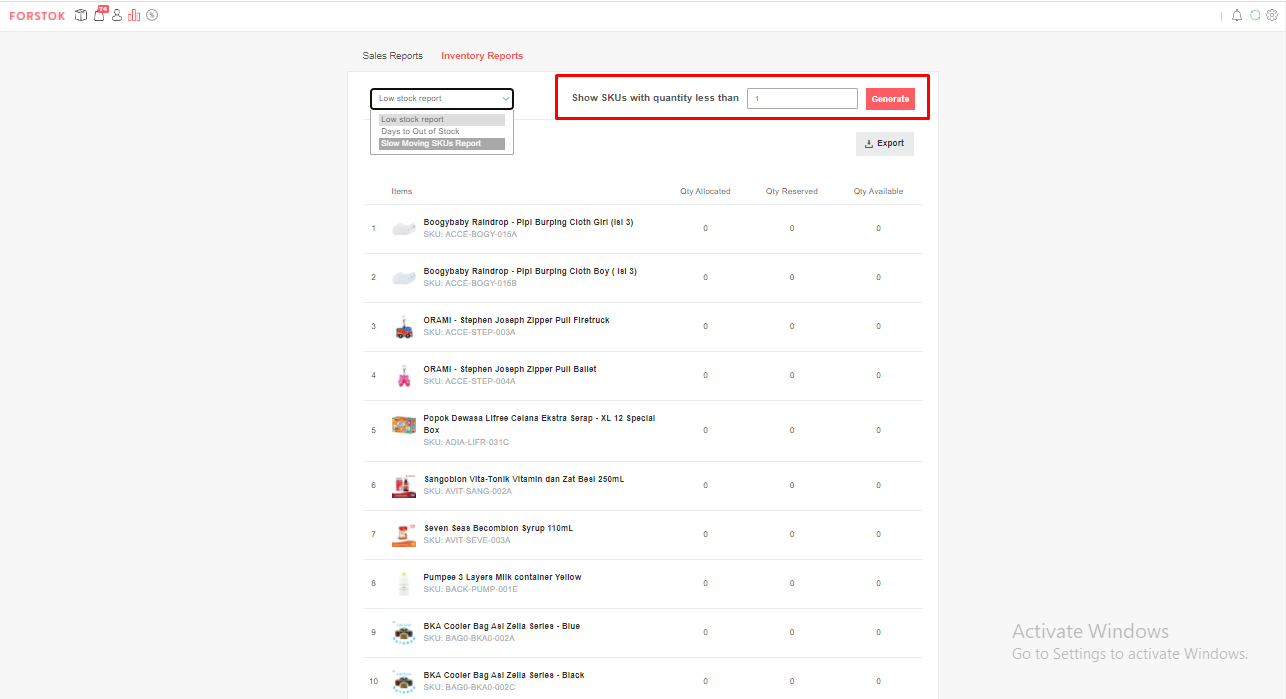 FORSTOK
74
Sales Reports Inventory Reports
Low stock report
Show SKUs with quantity less than 1 Generate
Low stock report
Days to Out of Stock
Slow Moving SKUs Report
Export
Items Qty Allocated Qty Reserved Qty Available
1 Boogybaby Raindrop - Pipi Burping Cloth Girl (isi 3) 0 0 0
SKU: ACCE-BOGY-015A
2 Boogybaby Raindrop - Pipi Burping Cloth Boy ( isi 3) 0 0 0
SKU: ACCE-BOGY-015B
3 ORAMI - Stephen Joseph Zipper Pull Firetruck 0 0 0
SKU: ACCE-STEP-003A
4 ORAMI - Stephen Joseph Zipper Pull Ballet 0 0 0
SKU: ACCE-STEP-004A
5 Popok Dewasa Lifree Celana Ekstra Serap - XL 12 Special 0 0 0
Box
SKU: ADIA-LIFR-031C
6 Sangobion Vita-Tonik Vitamin dan Zat Besi 250mL 0 0 0
SKU: AVIT-SANG-002A
7 Seven Seas Becombion Syrup 110mL 0 0 0
SKU: AVIT-SEVE-003A
8 Pumpee 3 Layers Milk container Yellow 0 0 0
SKU: BACK-PUMP-001E
9 BKA Cooler Bag Asi Zella Series - Blue 0 0 0
SKU: BAG0-BKA0-002A
10 BKA Cooler Bag Asi Zella Series - Black 0 0 0
SKU: BAG0-BKA0-002C
Activate Windows
Go to Settings to activate Windows.